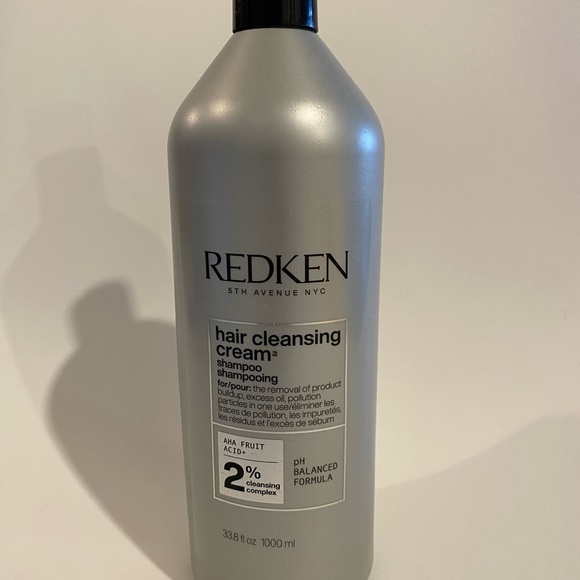 REDKEN
5TH AVENUE NYC
hair cleansing
cream
shampoo
shampooing
for/pour: the removal of product
buildup, excess oil, pollution
particles in one use/éliminer les
traces de pollution, les impuretés,
les résidus et l'excès de sébum
AHA FRUIT
ACID+
2%
cleansing
complex
pH
BALANCED
FORMULA
33.8 fl oz 1000 ml